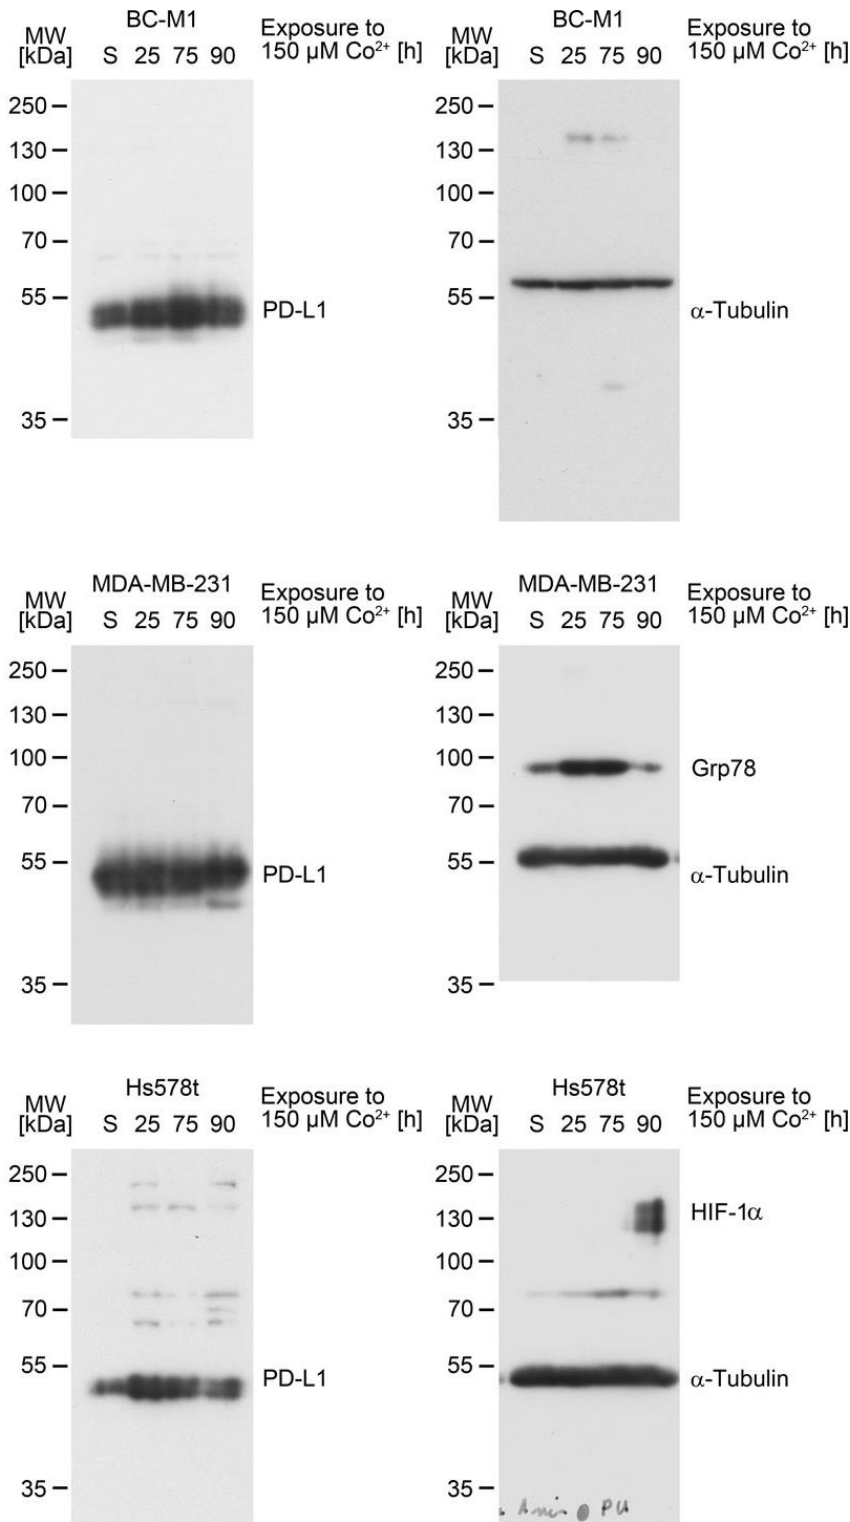 BC-M1
MW
[kDa]
S 25 75 90
Exposure to
150 µM Co²⁺ [h]
250
130
100
70
55
35
PD-L1
BC-M1
MW
[kDa]
S 25 75 90
Exposure to
150 µM Co²⁺ [h]
250
130
100
70
55
35
α-Tubulin
MDA-MB-231
MW
[kDa]
S 25 75 90
Exposure to
150 µM Co²⁺ [h]
250
130
100
70
55
35
PD-L1
MDA-MB-231
MW
[kDa]
S 25 75 90
Exposure to
150 µM Co²⁺ [h]
250
130
100
70
55
35
Grp78
α-Tubulin
Hs578t
MW
[kDa]
S 25 75 90
Exposure to
150 µM Co²⁺ [h]
250
130
100
70
55
35
PD-L1
Hs578t
MW
[kDa]
S 25 75 90
Exposure to
150 µM Co²⁺ [h]
250
130
100
70
55
35
HIF-1α
α-Tubulin